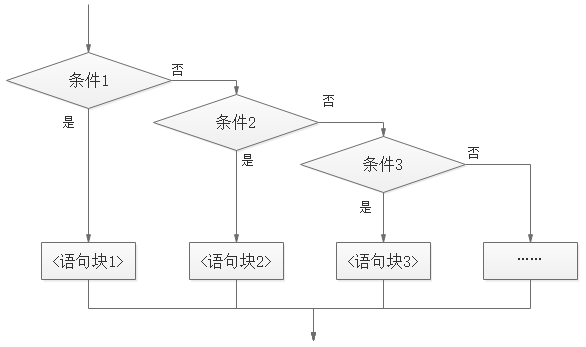 条件1
否
是
条件2
否
是
条件3
否
是
<语句块1>
<语句块2>
<语句块3>
……